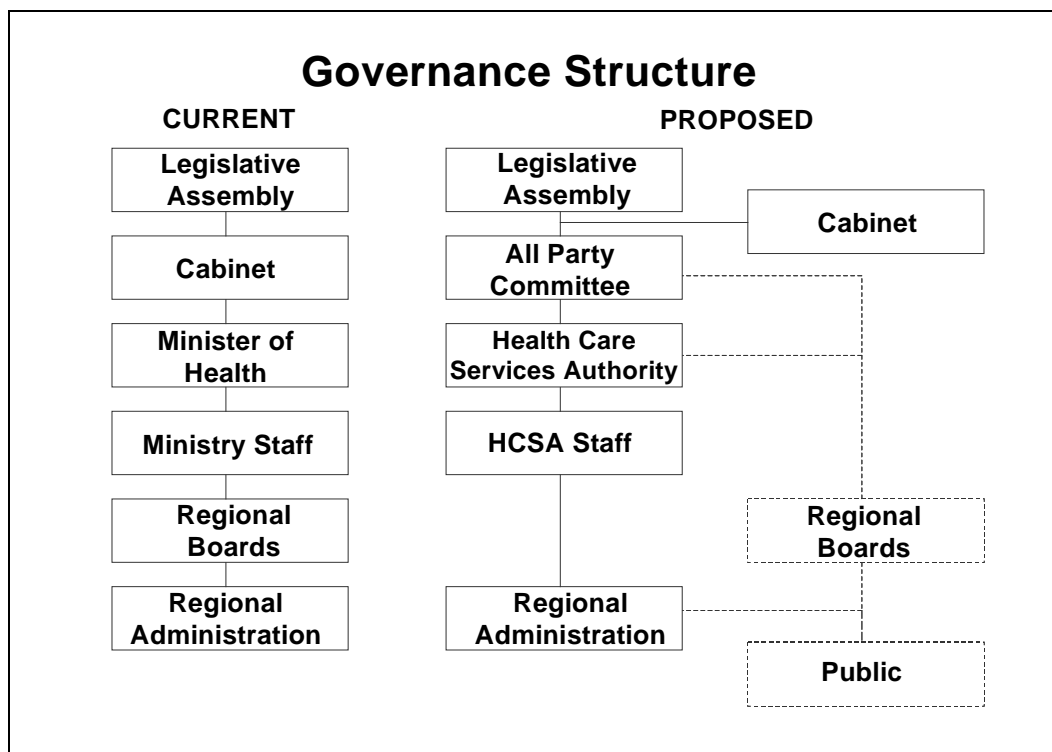 Governance Structure
CURRENT
Legislative
Assembly
Cabinet
Minister of
Health
Ministry Staff
Regional
Boards
Regional
Administration
PROPOSED
Legislative
Assembly
Cabinet
All Party
Committee
Health Care
Services Authority
HCSA Staff
Regional
Boards
Regional
Administration
Public